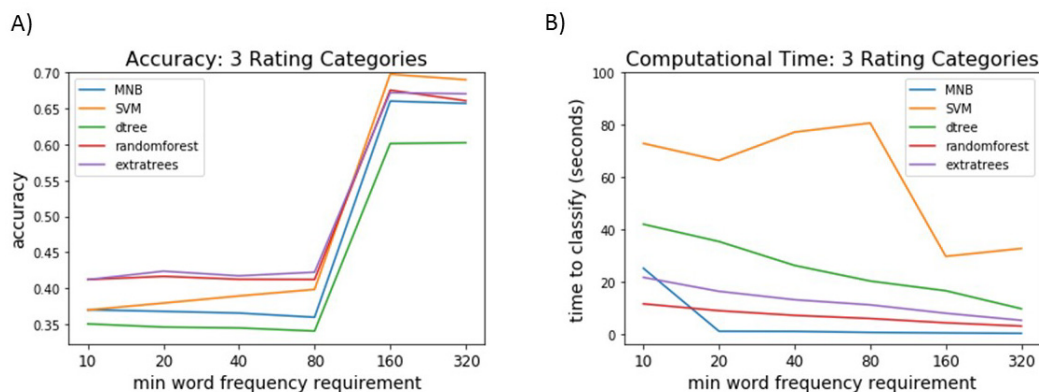 A)
Accuracy: 3 Rating Categories
0.70
0.65
0.60
0.55
0.50
0.45
0.40
0.35
accuracy
MNB
SVM
dtree
randomforest
extratrees
10 20 40 80 160 320
min word frequency requirement
B)
Computational Time: 3 Rating Categories
100
80
60
40
20
0
time to classify (seconds)
MNB
SVM
dtree
randomforest
extratrees
10 20 40 80 160 320
min word frequency requirement